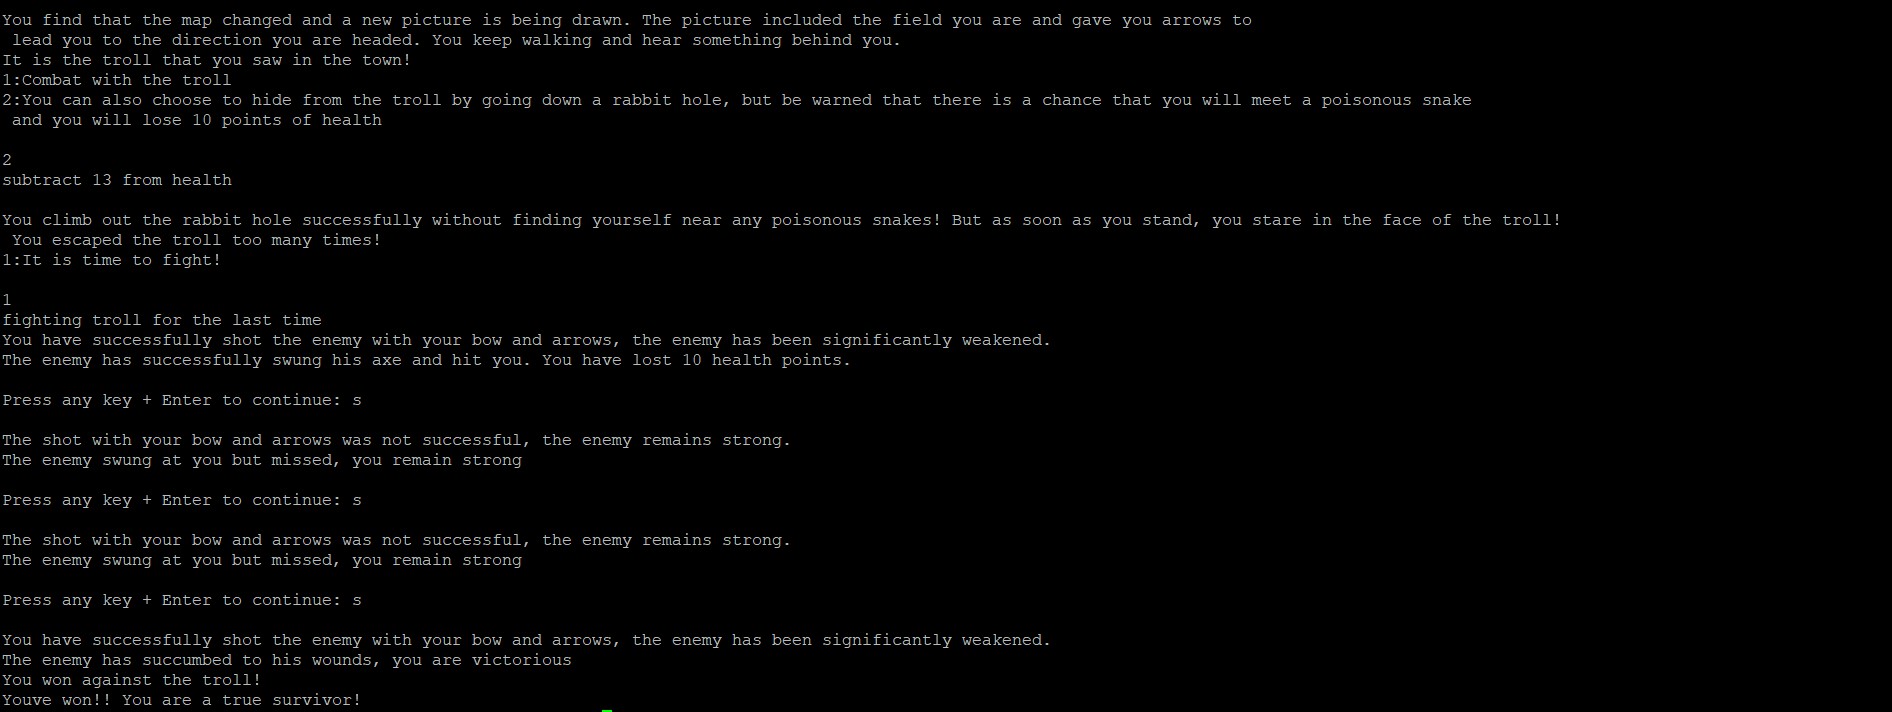 You find that the map changed and a new picture is being drawn. The picture included the field you are and gave you arrows to
lead you to the direction you are headed. You keep walking and hear something behind you.
It is the troll that you saw in the town!
1:Combat with the troll
2:You can also choose to hide from the troll by going down a rabbit hole, but be warned that there is a chance that you will meet a poisonous snake
and you will lose 10 points of health
2
subtract 13 from health
You climb out the rabbit hole successfully without finding yourself near any poisonous snakes! But as soon as you stand, you stare in the face of the troll!
You escaped the troll too many times!
1:It is time to fight!
1
fighting troll for the last time
You have successfully shot the enemy with your bow and arrows, the enemy has been significantly weakened.
The enemy has successfully swung his axe and hit you. You have lost 10 health points.
Press any key + Enter to continue: s
The shot with your bow and arrows was not successful, the enemy remains strong.
The enemy swung at you but missed, you remain strong
Press any key + Enter to continue: s
The shot with your bow and arrows was not successful, the enemy remains strong.
The enemy swung at you but missed, you remain strong
Press any key + Enter to continue: s
You have successfully shot the enemy with your bow and arrows, the enemy has been significantly weakened.
The enemy has succumbed to his wounds, you are victorious
You won against the troll!
Youve won!! You are a true survivor!